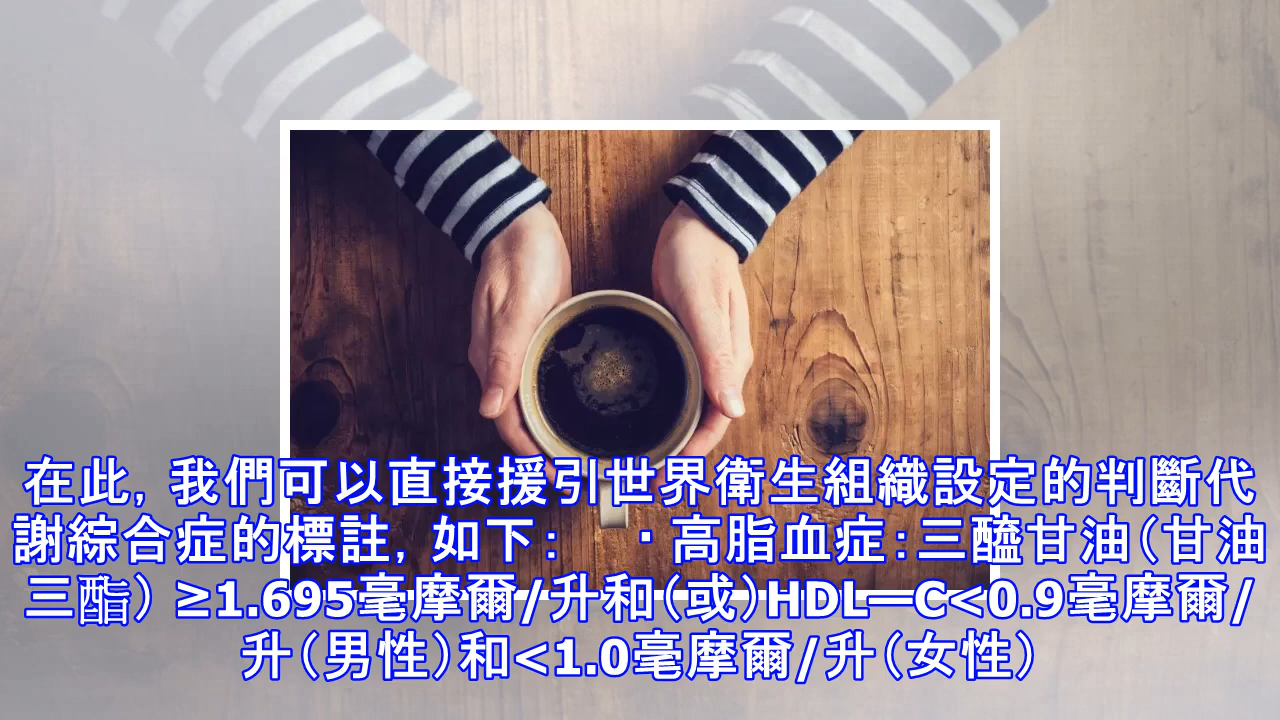 在此, 我們可以直接援引世界衛生組織設定的判斷代
謝綜合症的標註, 如下: ·高脂血症:三醯甘油(甘油
三酯) ≥1.695毫摩爾/升和(或)HDL—C<0.9毫摩爾/
升(男性)和<1.0毫摩爾/升(女性)